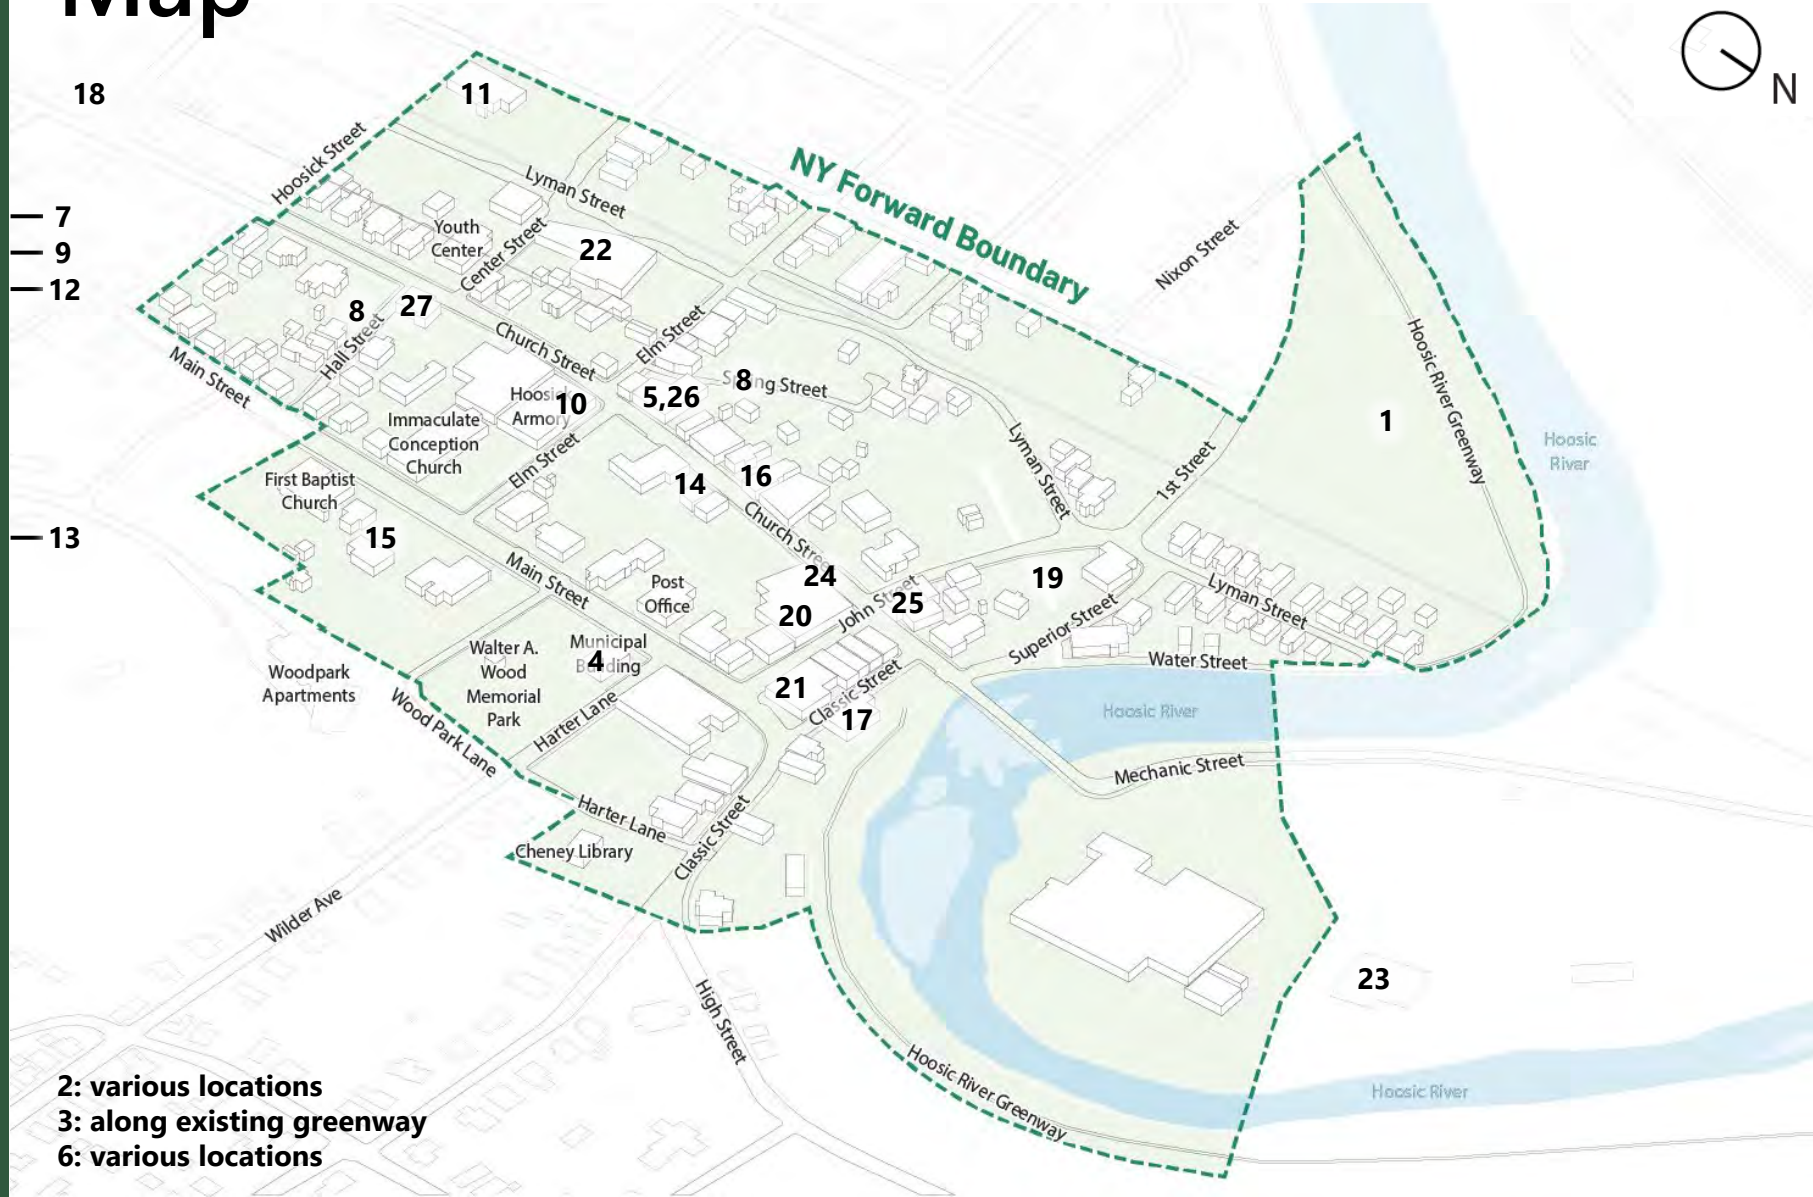 Map
N
18
11
Hoosick Street
NY Forward Boundary
Lyman Street
7
Youth
Center
Center Street
22
Nixon Street
9
12
8
27
Hall Street
Church Street
Elm Street
Hoosic River Greenway
Main Street
5,26
8
Spring Street
Hoosick
Armory
10
1
Immaculate
Conception
Church
Hoosic
River
Elm Street
Lyman Street
1st Street
First Baptist
Church
14
16
13
15
Church Street
Main Street
Post
Office
24
20
John Street
25
19
Superior Street
Lyman Street
Walter A.
Wood
Memorial
Park
Municipal
Building
4
Water Street
Woodpark
Apartments
Wood Park Lane
Harter Lane
21
Classic Street
17
Hoosic River
Mechanic Street
Harter Lane
Classic Street
Cheney Library
Wilder Ave
23
High Street
Hoosic River Greenway
Hoosic River
2: various locations
3: along existing greenway
6: various locations